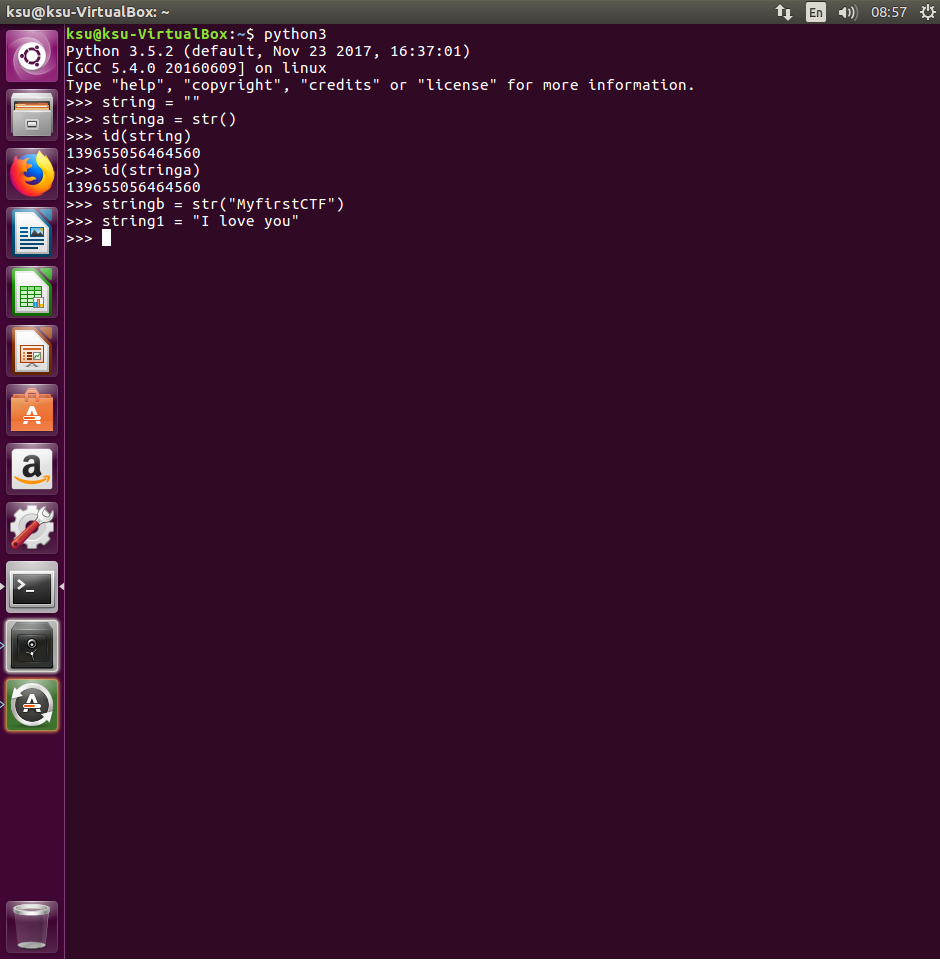 ksu@ksu-VirtualBox: ~
En
08:57
ksu@ksu-VirtualBox:~$ python3
Python 3.5.2 (default, Nov 23 2017, 16:37:01)
[GCC 5.4.0 20160609] on linux
Type "help", "copyright", "credits" or "license" for more information.
>>> string = ""
>>> stringa = str()
>>> id(string)
139655056464560
>>> id(stringa)
139655056464560
>>> stringb = str("MyfirstCTF")
>>> string1 = "I love you"
>>>